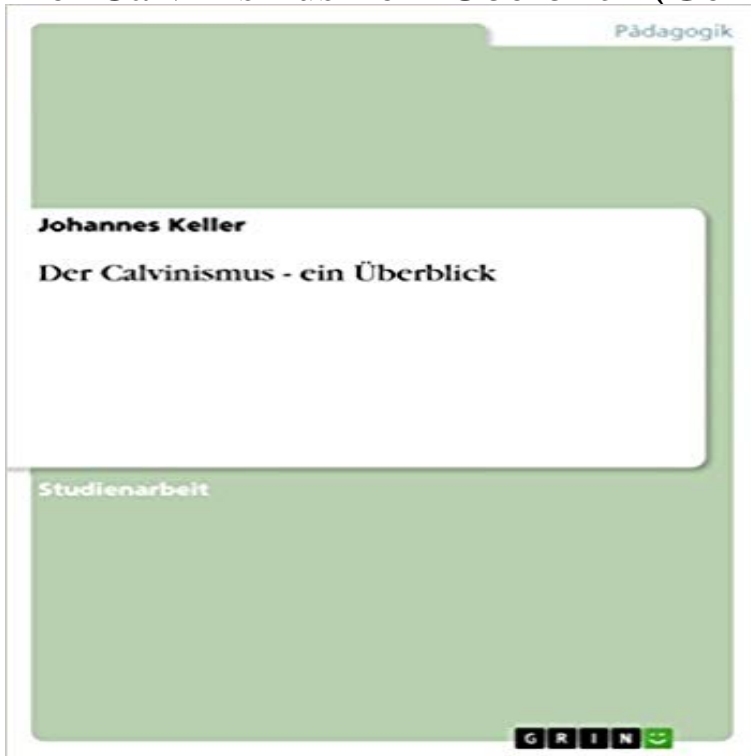 Pädagogik
Johannes Keller
Der Calvinismus - ein Überblick
Studienarbeit
GRIN